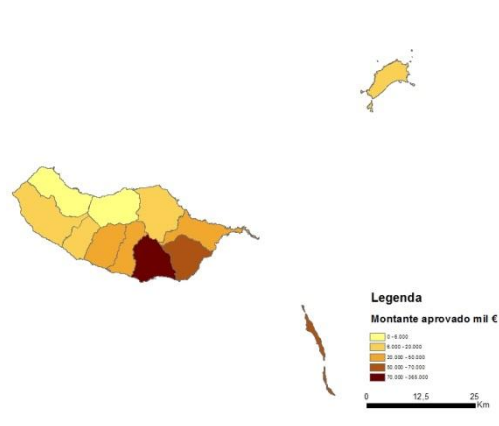 Legenda
Montante aprovado mil €
0 - 6.000
6.000 - 20.000
20.000 - 50.000
50.000 - 70.000
70.000 - 360.000
0 12,5 25
Km